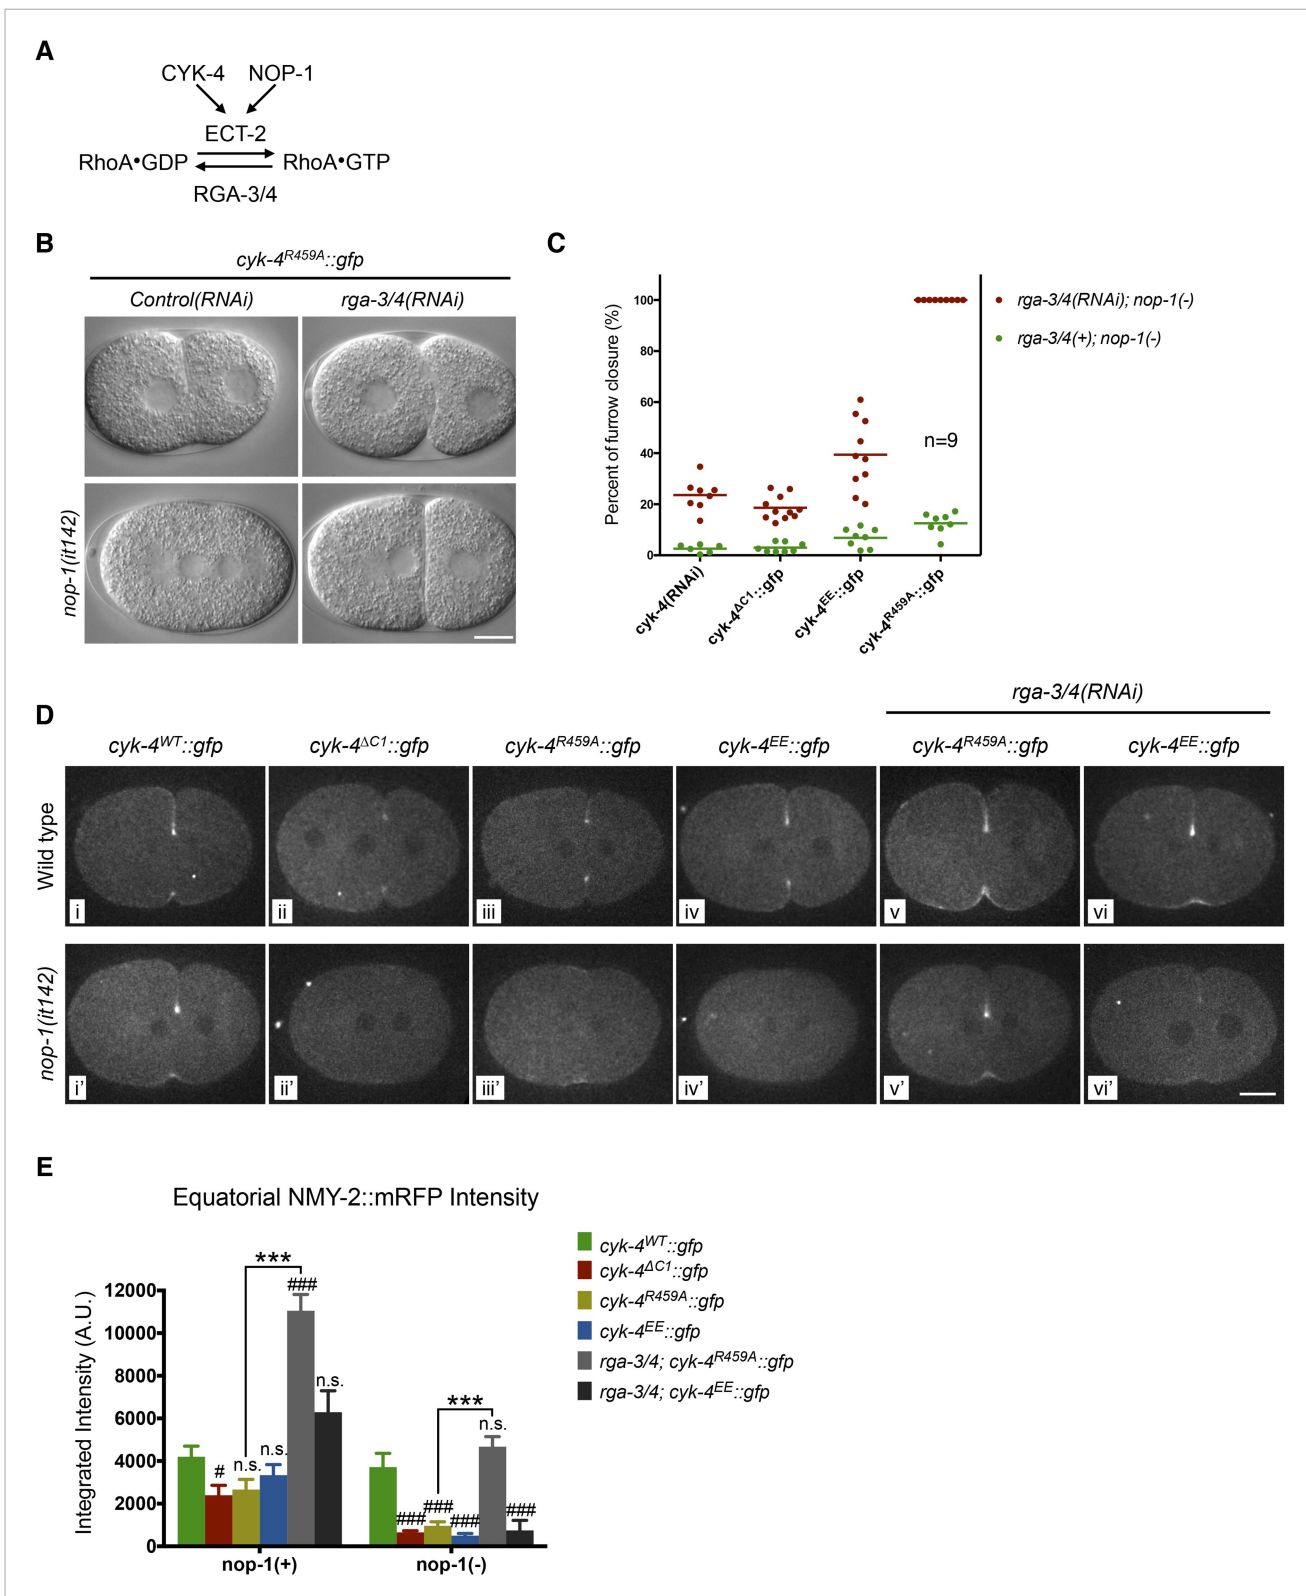 A
CYK-4 NOP-1
ECT-2
RhoA•GDP RhoA•GTP
RGA-3/4
B
cyk-4R459A::gfp
Control(RNAi) rga-3/4(RNAi)
nop-1(it142)
C
Percent of furrow closure (%)
100
80
60
40
20
0
n=9
cyk-4(RNAi)
cyk-4ΔC1::gfp
cyk-4EE::gfp
cyk-4R459A::gfp
rga-3/4(RNAi); nop-1(-)
rga-3/4(+); nop-1(-)
D
rga-3/4(RNAi)
cyk-4WT::gfp cyk-4ΔC1::gfp cyk-4R459A::gfp cyk-4EE::gfp cyk-4R459A::gfp cyk-4EE::gfp
Wild type
i ii iii iv v vi
nop-1(it142)
i’ ii’ iii’ iv’ v’ vi’
E
Equatorial NMY-2::mRFP Intensity
Integrated Intensity (A.U.)
12000
10000
8000
6000
4000
2000
0
# n.s. n.s. *** ### n.s.
### ### ### *** n.s. ###
nop-1(+) nop-1(-)
cyk-4WT::gfp
cyk-4ΔC1::gfp
cyk-4R459A::gfp
cyk-4EE::gfp
rga-3/4; cyk-4R459A::gfp
rga-3/4; cyk-4EE::gfp